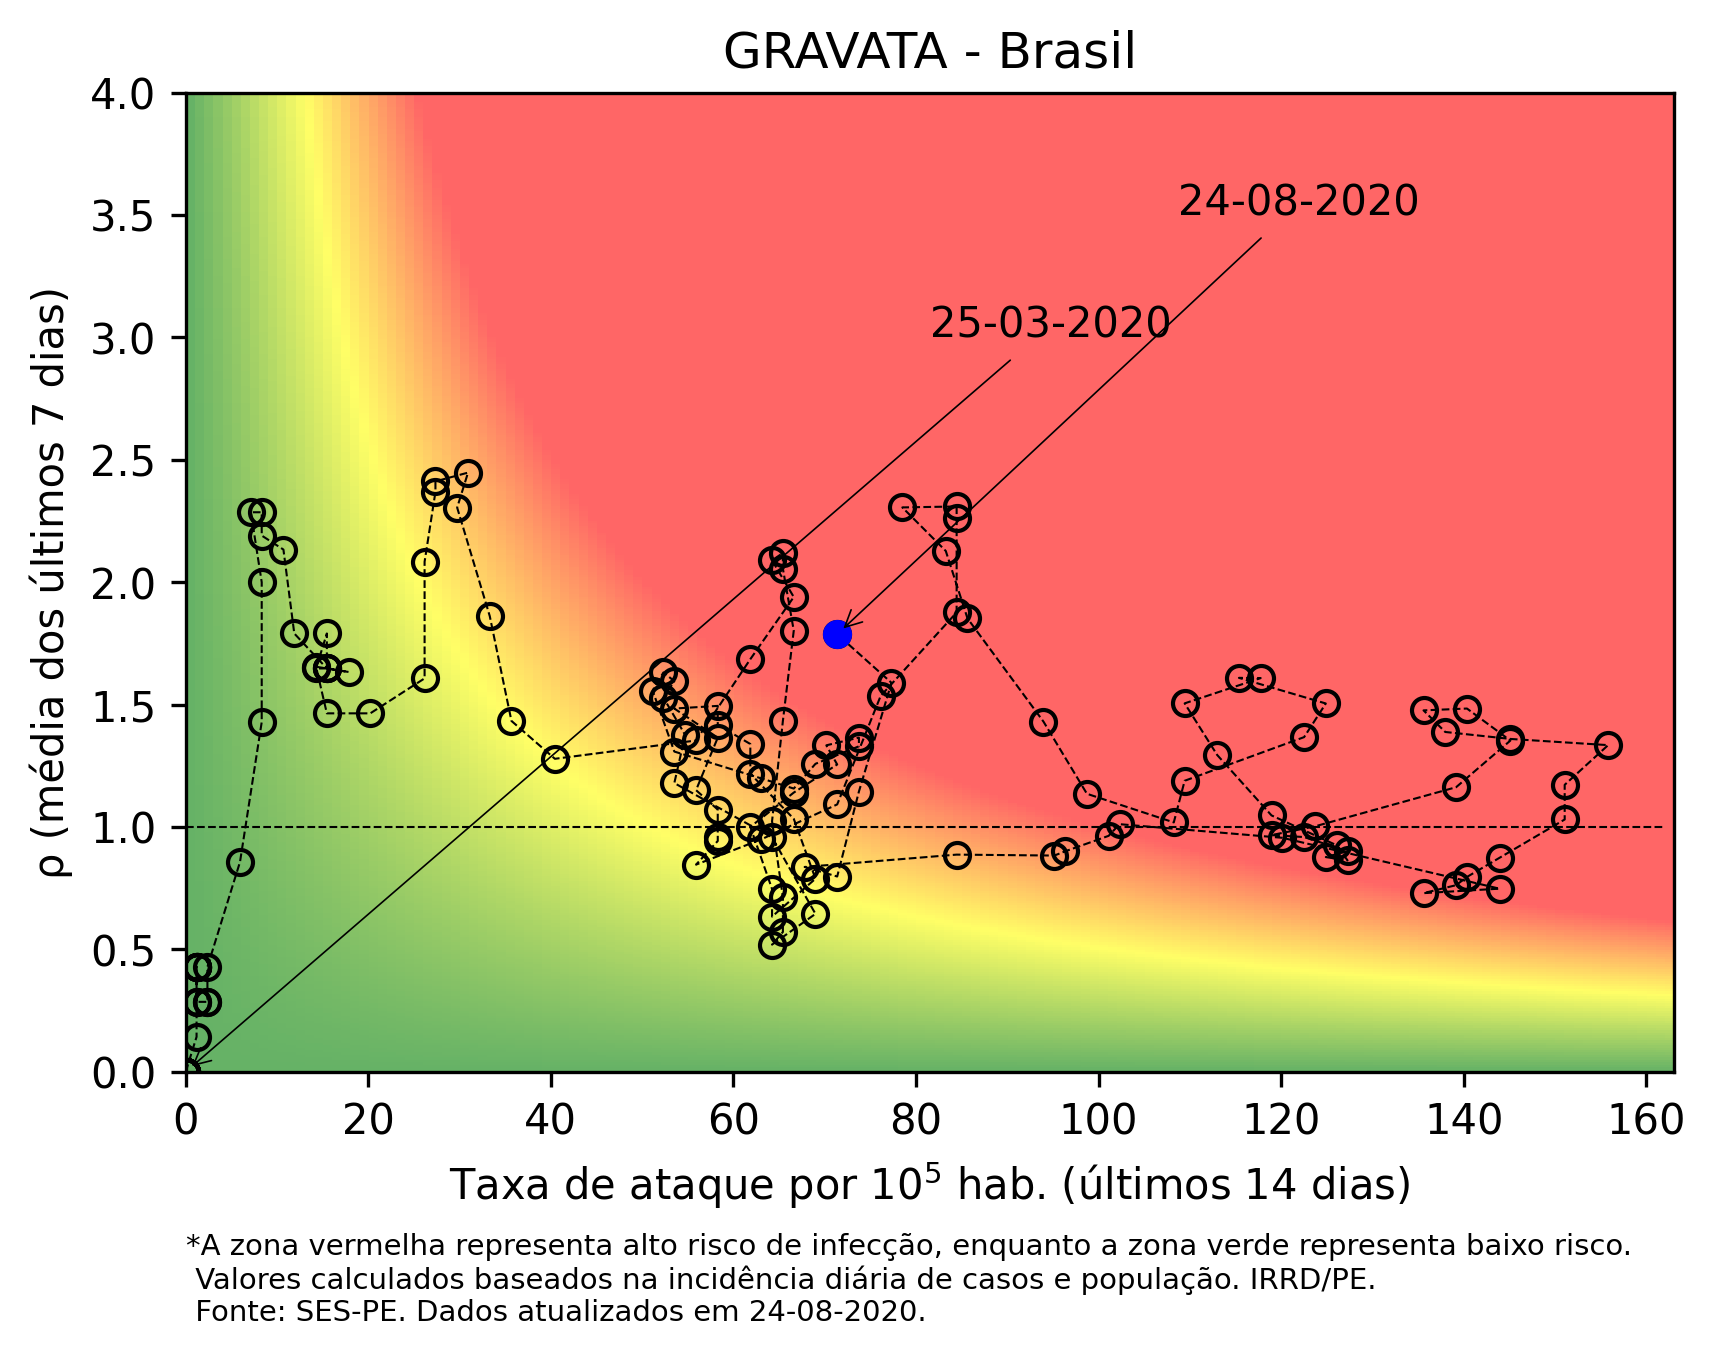 GRAVATA - Brasil
4.0
3.5
3.0
2.5
2.0
1.5
1.0
0.5
0.0
ρ (média dos últimos 7 dias)
24-08-2020
25-03-2020
0 20 40 60 80 100 120 140 160
Taxa de ataque por 10⁵ hab. (últimos 14 dias)
*A zona vermelha representa alto risco de infecção, enquanto a zona verde representa baixo risco.
Valores calculados baseados na incidência diária de casos e população. IRRD/PE.
Fonte: SES-PE. Dados atualizados em 24-08-2020.